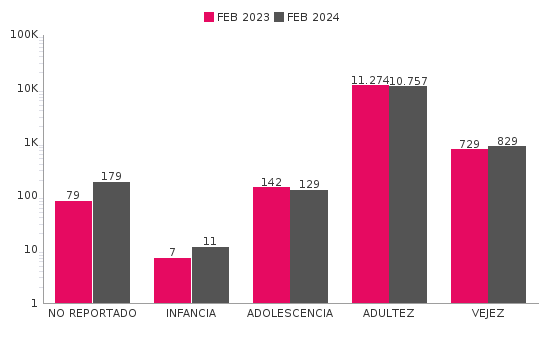 FEB 2023 FEB 2024
100K
10K
1K
100
10
1
79 179 7 11 142 129 11.274 10.757 729 829
NO REPORTADO INFANCIA ADOLESCENCIA ADULTEZ VEJEZ